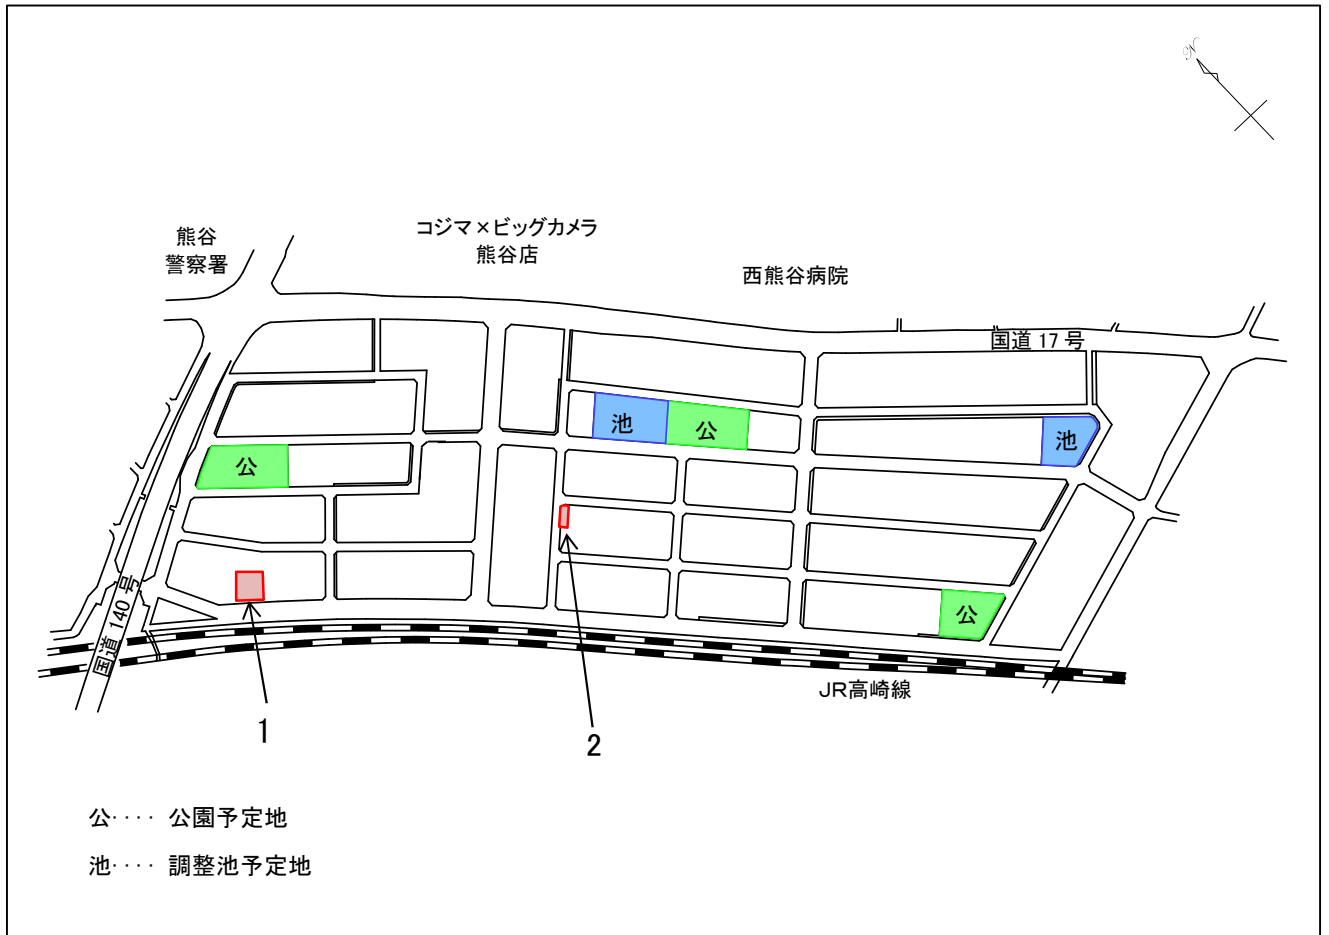 N
熊谷
警察署
コジマ×ビッグカメラ
熊谷店
西熊谷病院
国道 17 号
池
公
池
公
公
国道 140 号
JR高崎線
1
2
公···· 公園予定地
池···· 調整池予定地